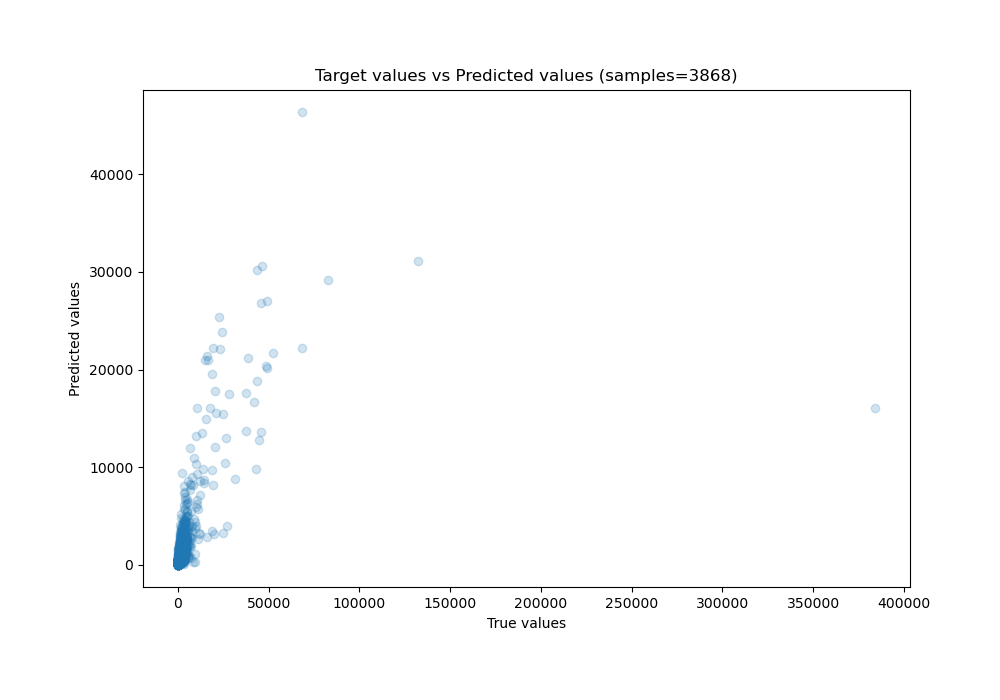 Target values vs Predicted values (samples=3868)
40000
30000
20000
10000
0
Predicted values
0 50000 100000 150000 200000 250000 300000 350000 400000
True values